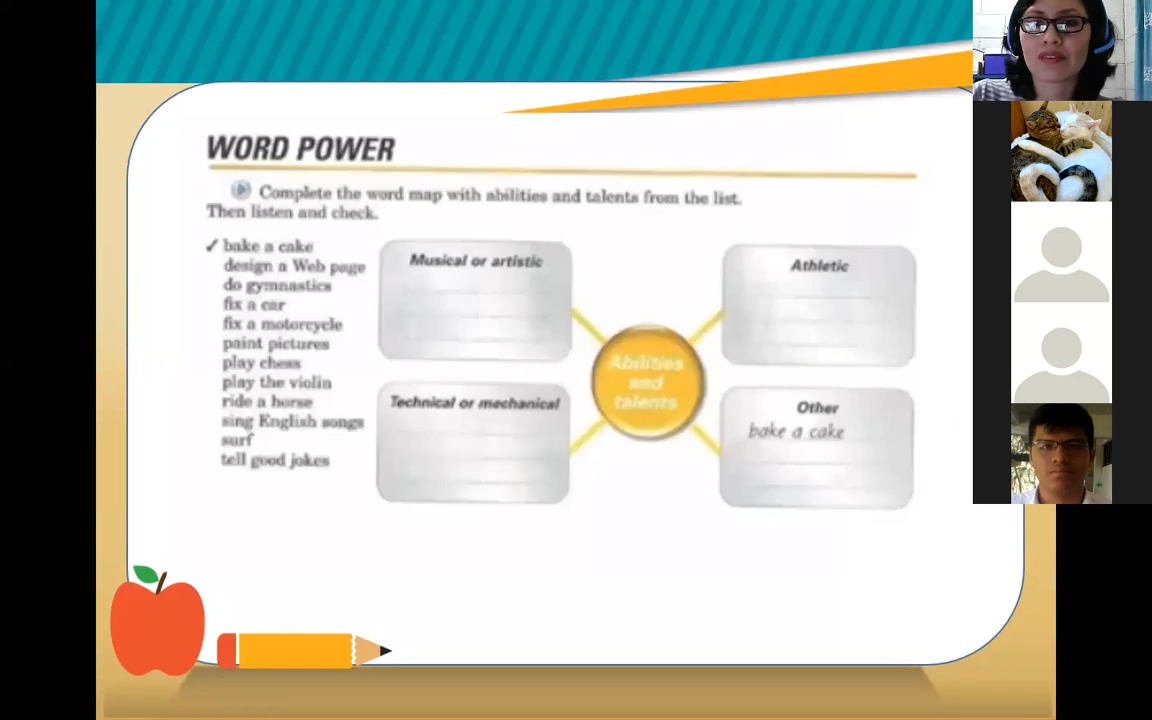 WORD POWER
Complete the word map with abilities and talents from the list.
Then listen and check.
✓ bake a cake
design a Web page
do gymnastics
fix a car
fix a motorcycle
paint pictures
play chess
play the violin
ride a horse
sing English songs
surf
tell good jokes
Musical or artistic
Athletic
Abilities
and
talents
Technical or mechanical
Other
bake a cake